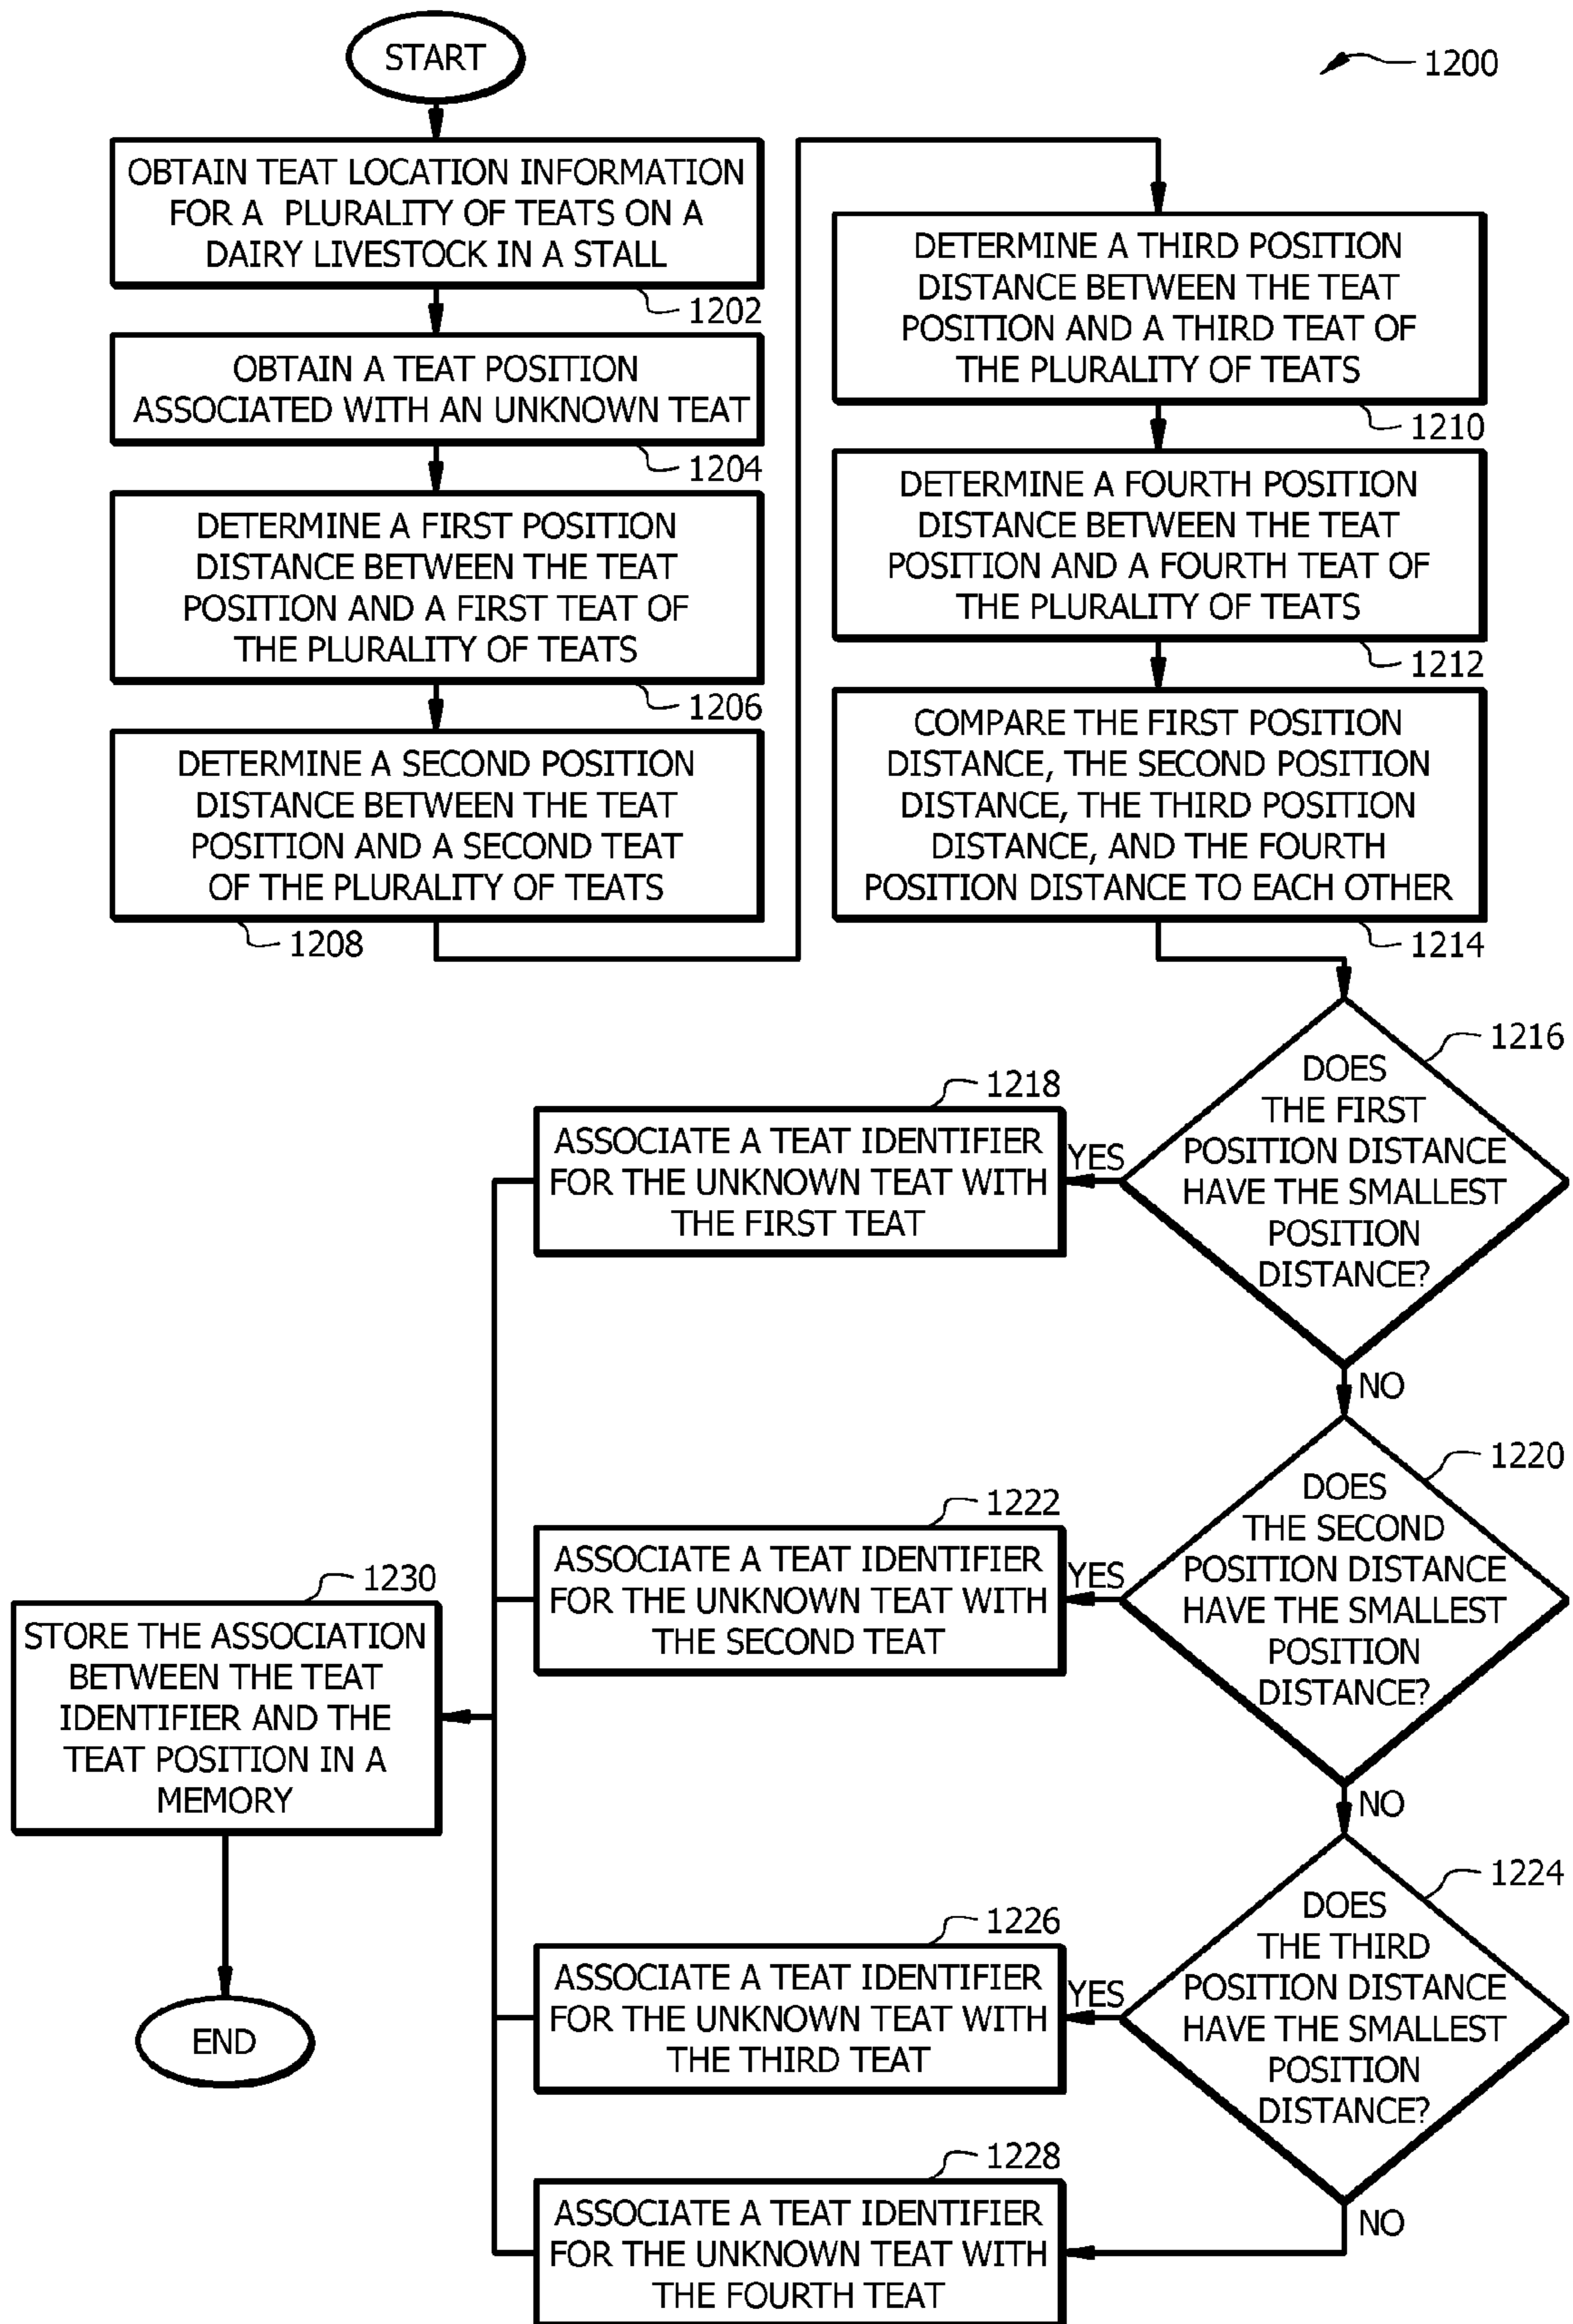 START
1200
OBTAIN TEAT LOCATION INFORMATION
FOR A PLURALITY OF TEATS ON A
DAIRY LIVESTOCK IN A STALL
1202
OBTAIN A TEAT POSITION
ASSOCIATED WITH AN UNKNOWN TEAT
1204
DETERMINE A FIRST POSITION
DISTANCE BETWEEN THE TEAT
POSITION AND A FIRST TEAT OF
THE PLURALITY OF TEATS
1206
DETERMINE A SECOND POSITION
DISTANCE BETWEEN THE TEAT
POSITION AND A SECOND TEAT
OF THE PLURALITY OF TEATS
1208
DETERMINE A THIRD POSITION
DISTANCE BETWEEN THE TEAT
POSITION AND A THIRD TEAT OF
THE PLURALITY OF TEATS
1210
DETERMINE A FOURTH POSITION
DISTANCE BETWEEN THE TEAT
POSITION AND A FOURTH TEAT OF
THE PLURALITY OF TEATS
1212
COMPARE THE FIRST POSITION
DISTANCE, THE SECOND POSITION
DISTANCE, THE THIRD POSITION
DISTANCE, AND THE FOURTH
POSITION DISTANCE TO EACH OTHER
1214
1216
DOES
THE FIRST
POSITION DISTANCE
HAVE THE SMALLEST
POSITION
DISTANCE?
YES
1218
ASSOCIATE A TEAT IDENTIFIER
FOR THE UNKNOWN TEAT WITH
THE FIRST TEAT
NO
1220
DOES
THE SECOND
POSITION DISTANCE
HAVE THE SMALLEST
POSITION
DISTANCE?
YES
1222
ASSOCIATE A TEAT IDENTIFIER
FOR THE UNKNOWN TEAT WITH
THE SECOND TEAT
NO
1224
DOES
THE THIRD
POSITION DISTANCE
HAVE THE SMALLEST
POSITION
DISTANCE?
YES
1226
ASSOCIATE A TEAT IDENTIFIER
FOR THE UNKNOWN TEAT WITH
THE THIRD TEAT
NO
1228
ASSOCIATE A TEAT IDENTIFIER
FOR THE UNKNOWN TEAT WITH
THE FOURTH TEAT
1230
STORE THE ASSOCIATION
BETWEEN THE TEAT
IDENTIFIER AND THE
TEAT POSITION IN A
MEMORY
END